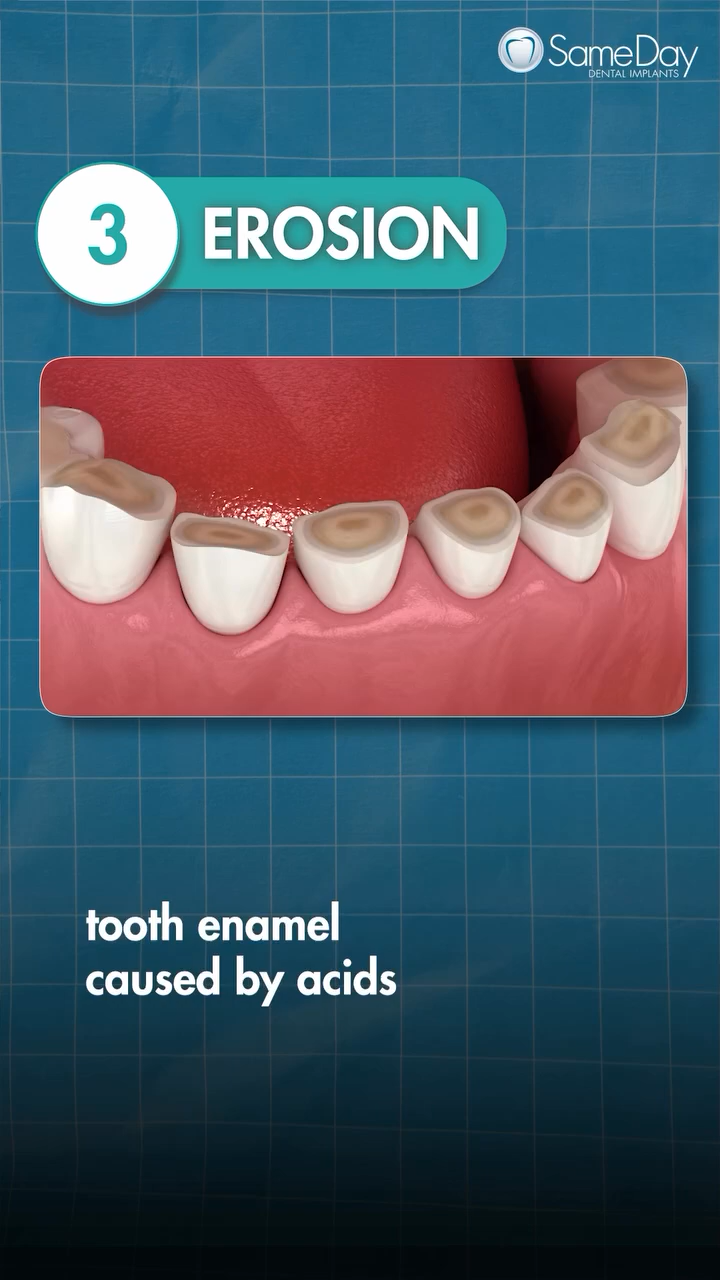 SameDay
DENTAL IMPLANTS
3 EROSION
tooth enamel
caused by acids